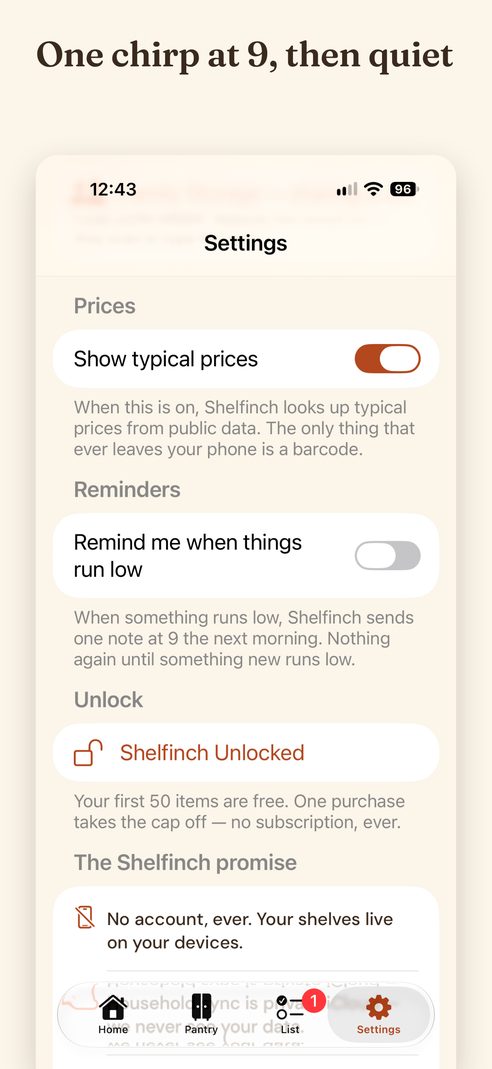 One chirp at 9, then quiet
12:43
96
Settings
Prices
Show typical prices
When this is on, Shelfinch looks up typical
prices from public data. The only thing that
ever leaves your phone is a barcode.
Reminders
Remind me when things
run low
When something runs low, Shelfinch sends
one note at 9 the next morning. Nothing
again until something new runs low.
Unlock
Shelfinch Unlocked
Your first 50 items are free. One purchase
takes the cap off — no subscription, ever.
The Shelfinch promise
No account, ever. Your shelves live
on your devices.
we never see your data.
1
Home
Pantry
List
Settings